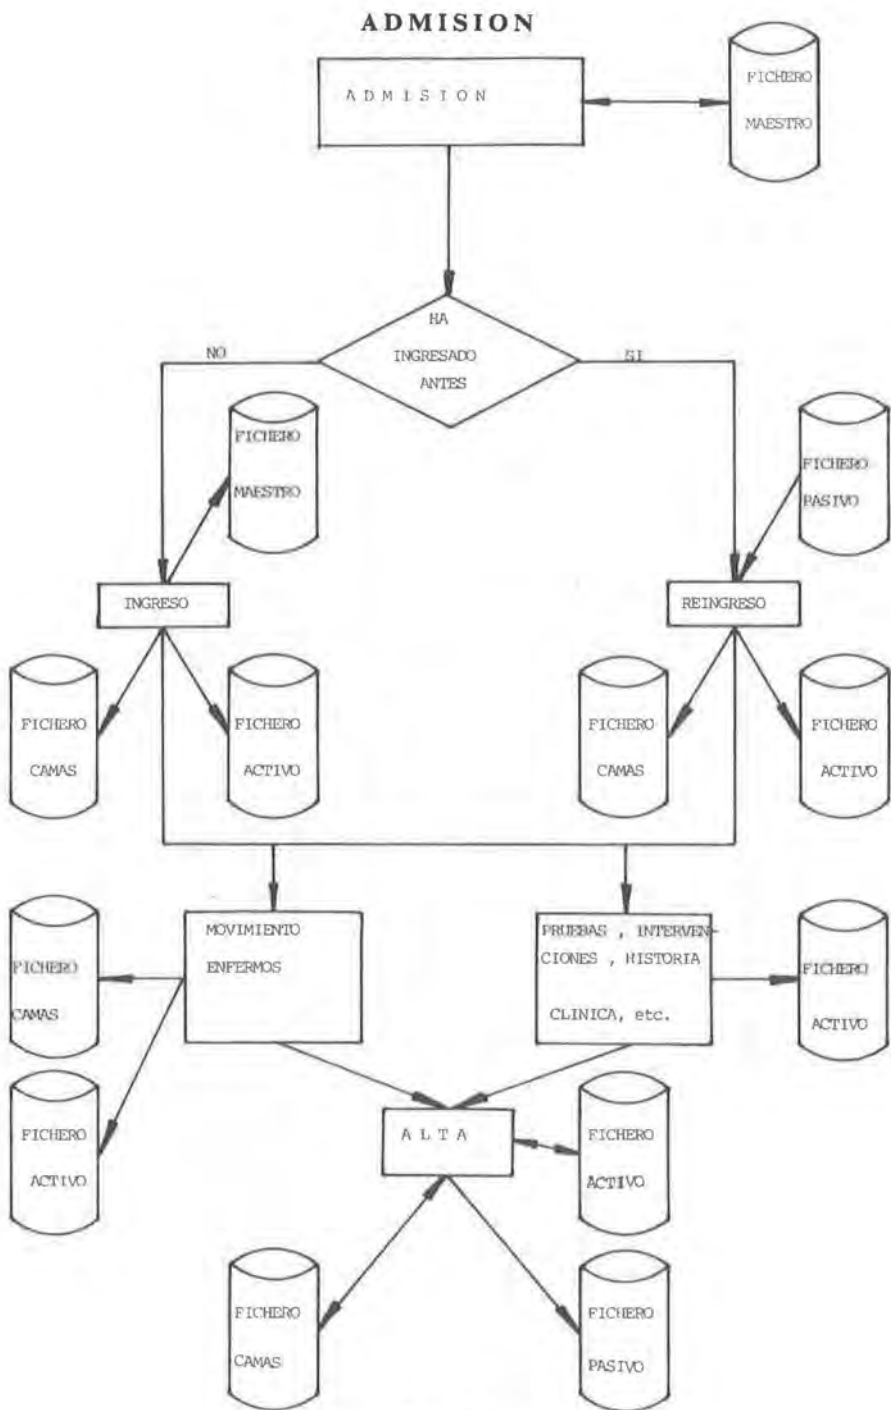 ADMISION
ADMISION
FICHERO
MAESTRO
HA
INGRESADO
ANTES
NO
SI
FICHERO
MAESTRO
FICHERO
PASIVO
INGRESO
REINGRESO
FICHERO
CAMAS
FICHERO
ACTIVO
FICHERO
CAMAS
FICHERO
ACTIVO
FICHERO
CAMAS
MOVIMIENTO
ENFERMOS
PRUEBAS , INTERVEN-
CIONES , HISTORIA
CLINICA, etc.
FICHERO
ACTIVO
FICHERO
ACTIVO
ALTA
FICHERO
ACTIVO
FICHERO
CAMAS
FICHERO
PASIVO